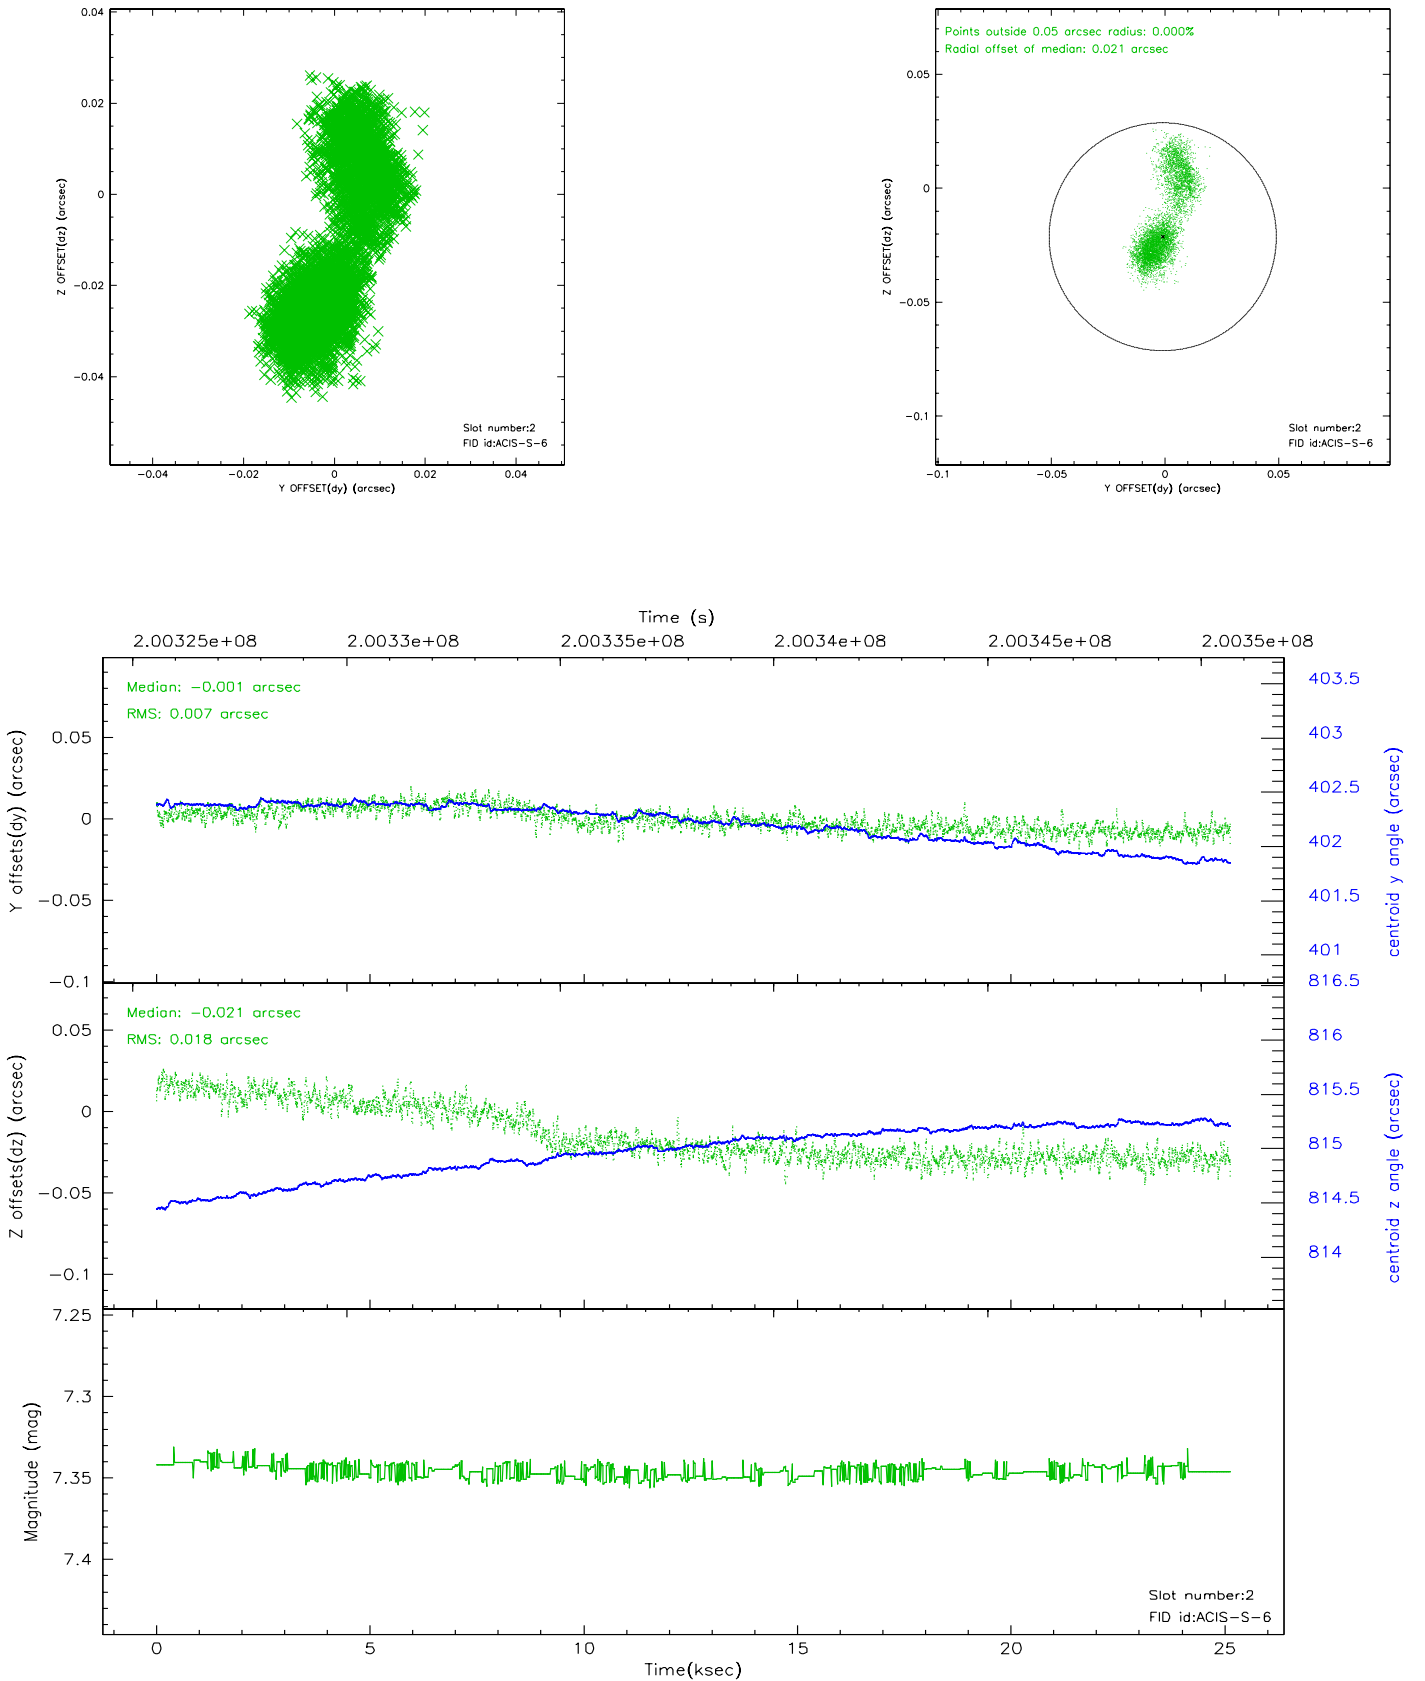 0.04
0.02
0
−0.02
−0.04
Z OFFSET(dz) (arcsec)
Slot number:2
FID id:ACIS−S−6
−0.04 −0.02 0 0.02 0.04
Y OFFSET(dy) (arcsec)
Points outside 0.05 arcsec radius: 0.000%
Radial offset of median: 0.021 arcsec
0.05
0
−0.05
−0.1
Z OFFSET(dz) (arcsec)
Slot number:2
FID id:ACIS−S−6
−0.1 −0.05 0 0.05
Y OFFSET(dy) (arcsec)
Time (s)
2.00325e+08 2.0033e+08 2.00335e+08 2.0034e+08 2.00345e+08 2.0035e+08
Median: −0.001 arcsec
RMS: 0.007 arcsec
0.05
0
−0.05
−0.1
Y offsets(dy) (arcsec)
403.5
403
402.5
402
401.5
401
centroid y angle (arcsec)
Median: −0.021 arcsec
RMS: 0.018 arcsec
0.05
0
−0.05
−0.1
Z offsets(dz) (arcsec)
816.5
816
815.5
815
814.5
814
centroid z angle (arcsec)
7.25
7.3
7.35
7.4
Magnitude (mag)
Slot number:2
FID id:ACIS−S−6
0 5 10 15 20 25
Time(ksec)